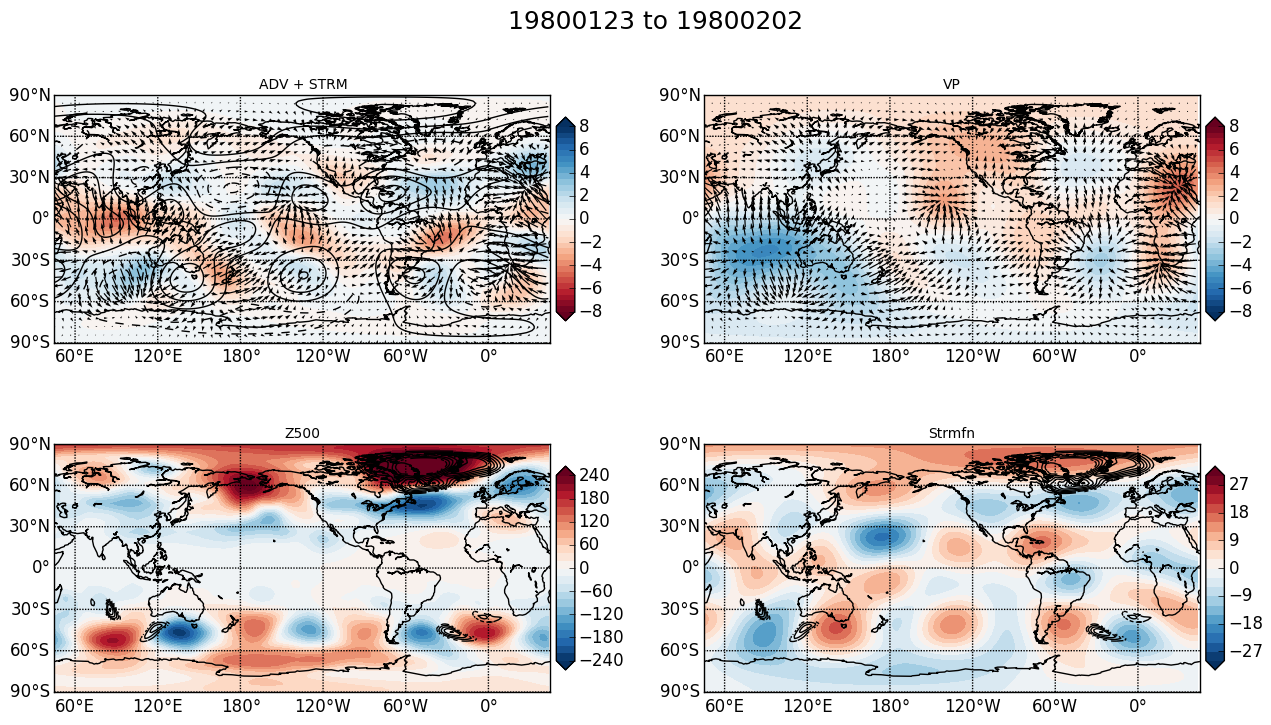 19800123 to 19800202
ADV + STRM
90°N
60°N
30°N
0°
30°S
60°S
90°S
60°E 120°E 180° 120°W 60°W 0°
8
6
4
2
0
−2
−4
−6
−8
VP
90°N
60°N
30°N
0°
30°S
60°S
90°S
60°E 120°E 180° 120°W 60°W 0°
8
6
4
2
0
−2
−4
−6
−8
Z500
90°N
60°N
30°N
0°
30°S
60°S
90°S
60°E 120°E 180° 120°W 60°W 0°
240
180
120
60
0
−60
−120
−180
−240
Strmfn
90°N
60°N
30°N
0°
30°S
60°S
90°S
60°E 120°E 180° 120°W 60°W 0°
27
18
9
0
−9
−18
−27